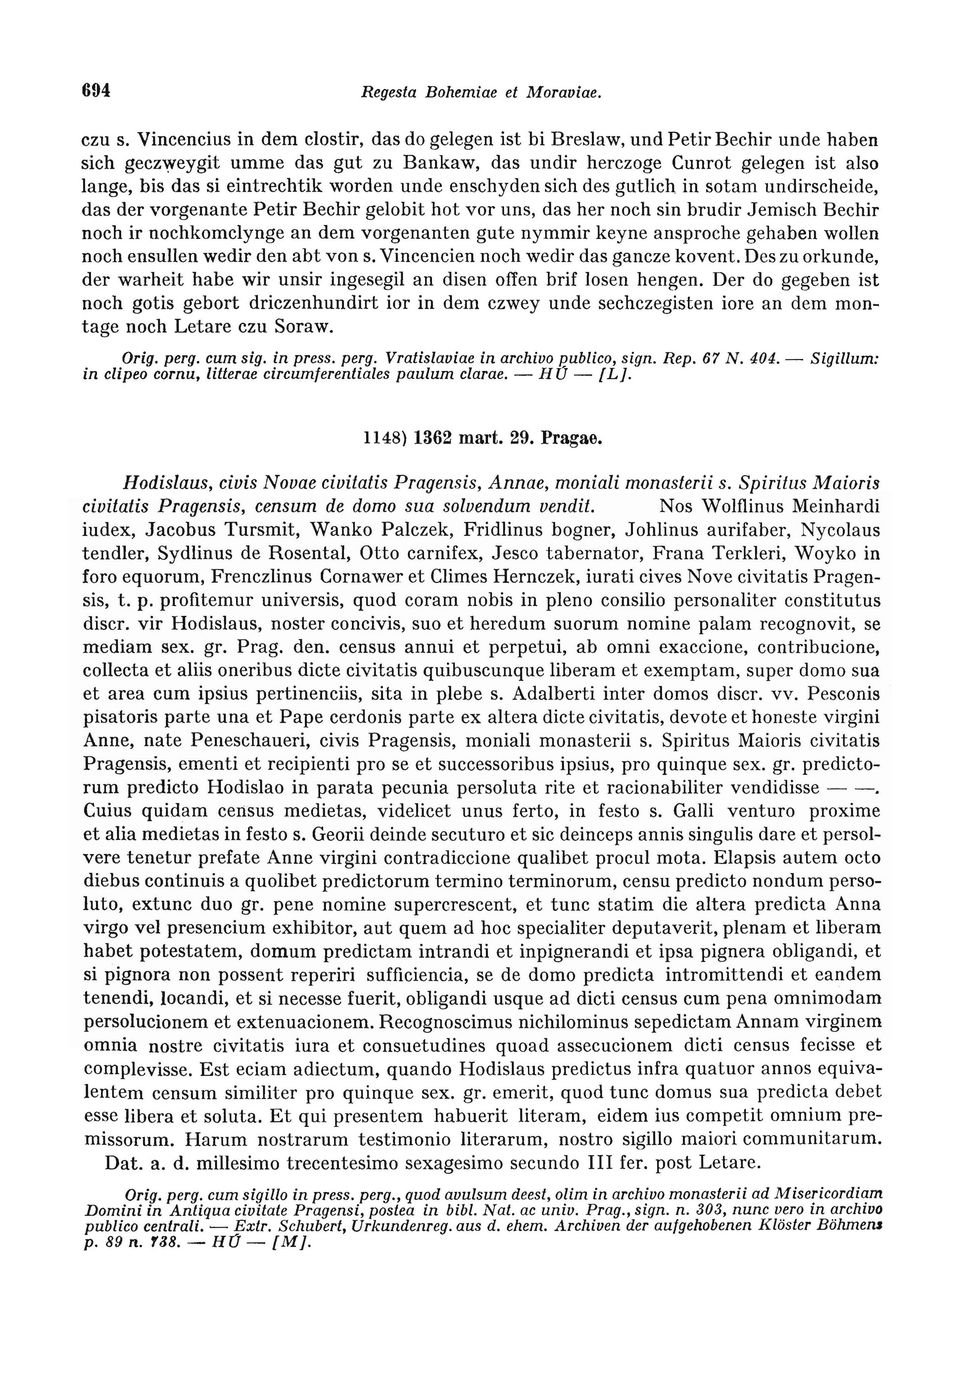 694 Regesta Bohemiae et Moraviae.
czu s. Vincencius in dem clostir, das do gelegen ist bi Breslaw, und Petir Bechir unde haben
sich geczweygit umme das gut zu Bankaw, das undir herczoge Cunrot gelegen ist also
lange, bis das si eintrechtik worden unde enschyden sich des gutlich in sotam undirscheide,
das der vorgenante Petir Bechir gelobit hot vor uns, das her noch sin brudir Jemisch Bechir
noch ir nochkomclynge an dem vorgenanten gute nymmir keyne ansproche gehaben wollen
noch ensullen wedir den abt von s. Vincencien noch wedir das gancze kovent. Des zu orkunde,
der warheit habe wir unsir ingesegil an disen offen brif losen hengen. Der do gegeben ist
noch gotis gebort driczenhundirt ior in dem czwey unde sechczegisten iore an dem mon-
tage noch Letare czu Soraw.
Orig. perg. cum sig. in press. perg. Vratislaviae in archivo publico, sign. Rep. 67 N. 404. — Sigillum:
in clipeo cornu, litterae circumferentiales paulum clarae. — HÚ — [L].
1148) 1362 mart. 29. Pragae.
Hodislaus, civis Novae civitatis Pragensis, Annae, moniali monasterii s. Spiritus Maioris
civitatis Pragensis, censum de domo sua solvendum vendit. Nos Wolflinus Meinhardi
iudex, Jacobus Tursmit, Wanko Palczek, Fridlinus bogner, Johlinus aurifaber, Nycolaus
tendler, Sydlinus de Rosental, Otto carnifex, Jesco tabernator, Frana Terkleri, Woyko in
foro equorum, Frenczlinus Cornawer et Climes Hernczek, iurati cives Nove civitatis Pragen-
sis, t. p. profitemur universis, quod coram nobis in pleno consilio personaliter constitutus
discr. vir Hodislaus, noster concivis, suo et heredum suorum nomine palam recognovit, se
mediam sex. gr. Prag. den. census annui et perpetui, ab omni exaccione, contribucione,
collecta et aliis oneribus dicte civitatis quibuscunque liberam et exemptam, super domo sua
et area cum ipsius pertinenciis, sita in plebe s. Adalberti inter domos discr. vv. Pesconis
pisatoris parte una et Pape cerdonis parte ex altera dicte civitatis, devote et honeste virgini
Anne, nate Peneschaueri, civis Pragensis, moniali monasterii s. Spiritus Maioris civitatis
Pragensis, ementi et recipienti pro se et successoribus ipsius, pro quinque sex. gr. predicto-
rum predicto Hodislao in parata pecunia persoluta rite et racionabiliter vendidisse — —.
Cuius quidam census medietas, videlicet unus ferto, in festo s. Galli venturo proxime
et alia medietas in festo s. Georii deinde secuturo et sic deinceps annis singulis dare et persol-
vere tenetur prefate Anne virgini contradiccione qualibet procul mota. Elapsis autem octo
diebus continuis a quolibet predictorum termino terminorum, censu predicto nondum perso-
luto, extunc duo gr. pene nomine supercrescent, et tunc statim die altera predicta Anna
virgo vel presencium exhibitor, aut quem ad hoc specialiter deputaverit, plenam et liberam
habet potestatem, domum predictam intrandi et inpignerandi et ipsa pignera obligandi, et
si pignora non possent reperiri sufficiencia, se de domo predicta intromittendi et eandem
tenendi, locandi, et si necesse fuerit, obligandi usque ad dicti census cum pena omnimodam
persolucionem et extenuacionem. Recognoscimus nichilominus sepedictam Annam virginem
omnia nostre civitatis iura et consuetudines quoad assecucionem dicti census fecisse et
complevisse. Est eciam adiectum, quando Hodislaus predictus infra quatuor annos equiva-
lentem censum similiter pro quinque sex. gr. emerit, quod tunc domus sua predicta debet
esse libera et soluta. Et qui presentem habuerit literam, eidem ius competit omnium pre-
missorum. Harum nostrarum testimonio literarum, nostro sigillo maiori communitarum.
Dat. a. d. millesimo trecentesimo sexagesimo secundo III fer. post Letare.
Orig. perg. cum sigillo in press. perg., quod avulsum deest, olim in archivo monasterii ad Misericordiam
Domini in Antiqua civitate Pragensi, postea in bibl. Nat. ac univ. Prag., sign. n. 303, nunc vero in archivo
publico centrali. — Extr. Schubert, Urkundenreg. aus d. ehem. Archiven der aufgehobenen Klöster Böhmens
p. 89 n. 738. — HÚ — [M].